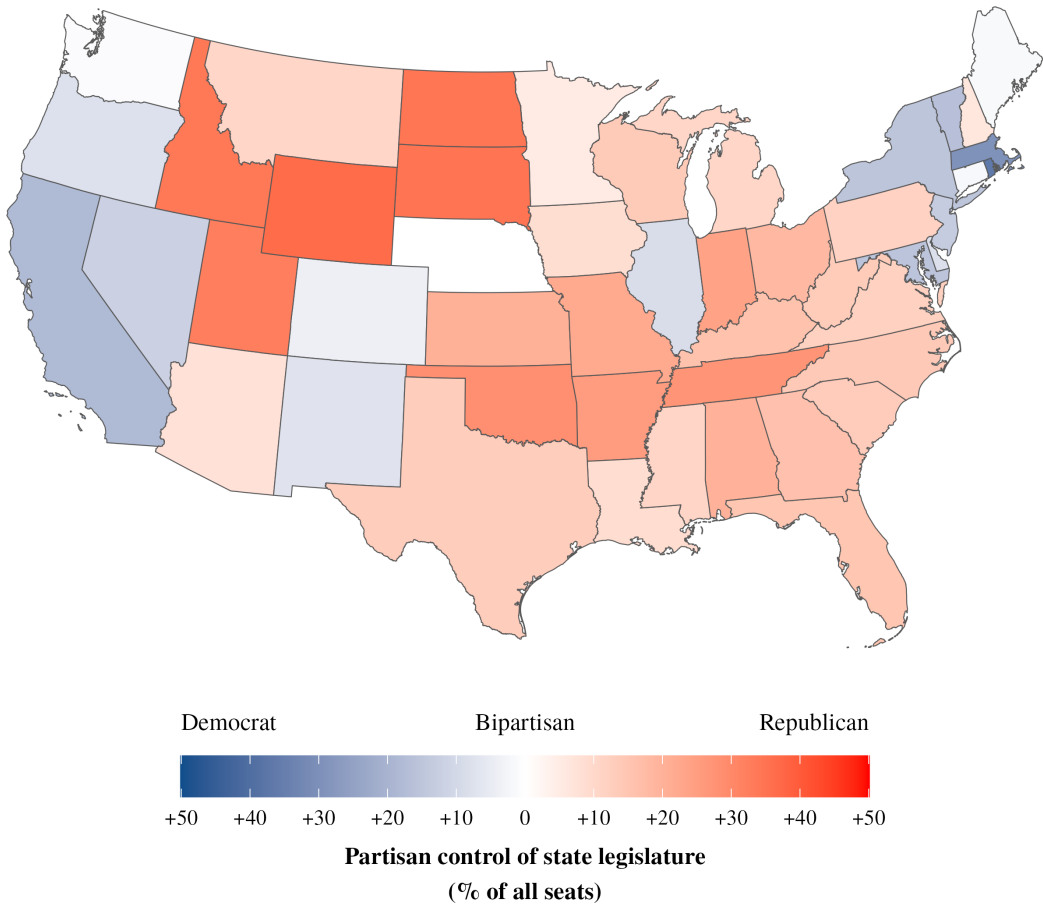 Democrat Bipartisan Republican
+50 +40 +30 +20 +10 0 +10 +20 +30 +40 +50
Partisan control of state legislature
(% of all seats)